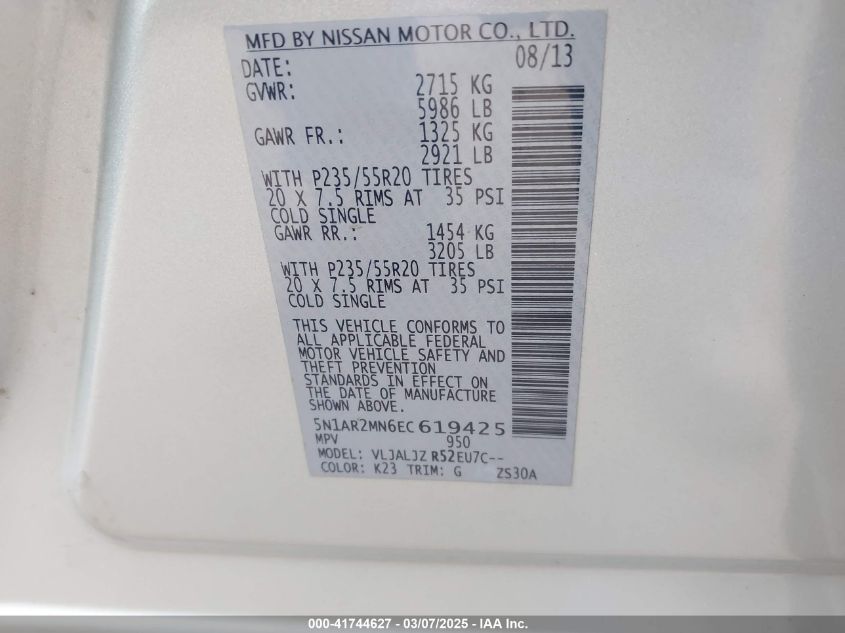 MFD BY NISSAN MOTOR CO., LTD.
DATE: 08/13
GVWR: 2715 KG
5986 LB
GAWR FR.: 1325 KG
2921 LB
WITH P235/55R20 TIRES
20 X 7.5 RIMS AT 35 PSI
COLD SINGLE
GAWR RR.: 1454 KG
3205 LB
WITH P235/55R20 TIRES
20 X 7.5 RIMS AT 35 PSI
COLD SINGLE
THIS VEHICLE CONFORMS TO
ALL APPLICABLE FEDERAL
MOTOR VEHICLE SAFETY AND
THEFT PREVENTION
STANDARDS IN EFFECT ON
THE DATE OF MANUFACTURE
SHOWN ABOVE.
5N1AR2MN6EC619425
MPV 950
MODEL: VLJALJZ R52EU7C--
COLOR: K23 TRIM: G ZS30A
000-41744627 - 03/07/2025 - IAA Inc.